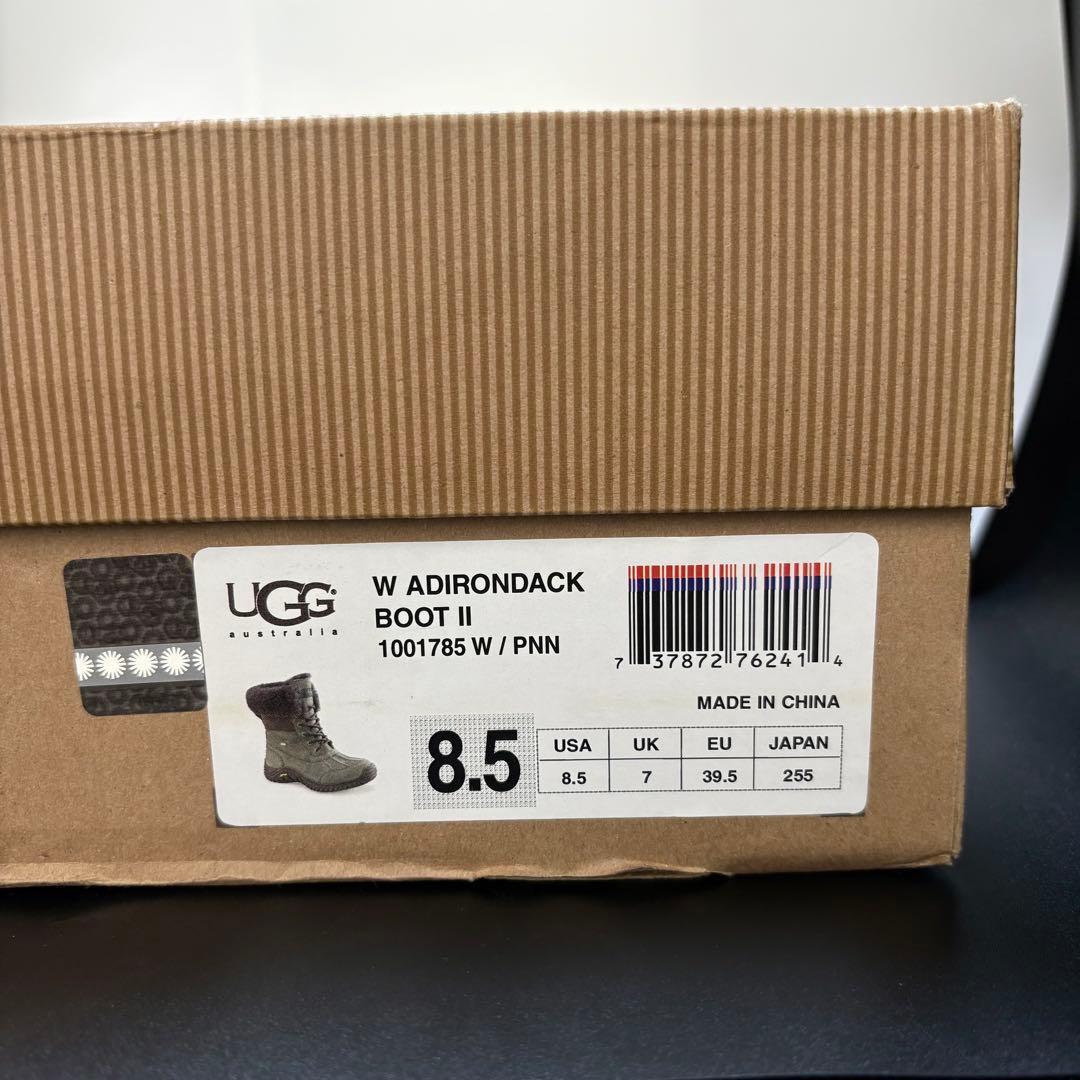 UGG
australia
W ADIRONDACK
BOOT II
1001785 W / PNN
7 37872 76241 4
MADE IN CHINA
8.5
USA UK EU JAPAN
8.5 7 39.5 255